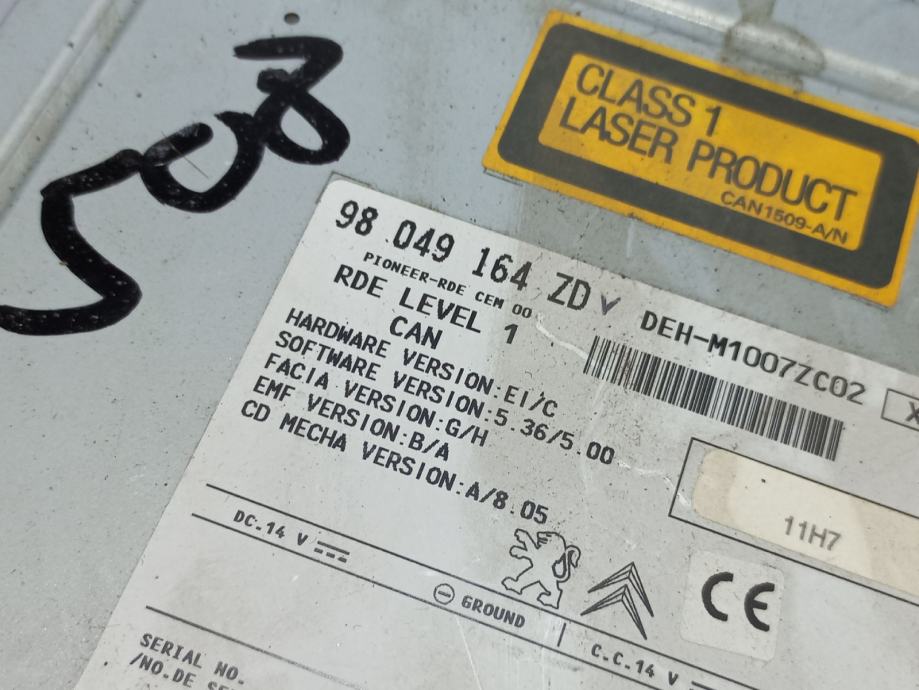 508
CLASS 1
LASER PRODUCT
CAN1509-A/N
98 049 164 ZD
PIONEER-RDE CEM 00
RDE LEVEL 1
CAN
DEH-M1007ZC02
HARDWARE VERSION:EI/C
SOFTWARE VERSION:5.36/5.00
FACIA VERSION:G/H
EMF VERSION:B/A
CD MECHA VERSION:A/8.05
11H7
DC.14 V
GROUND
CE
C.C.14 V
SERIAL NO.
/NO.DE